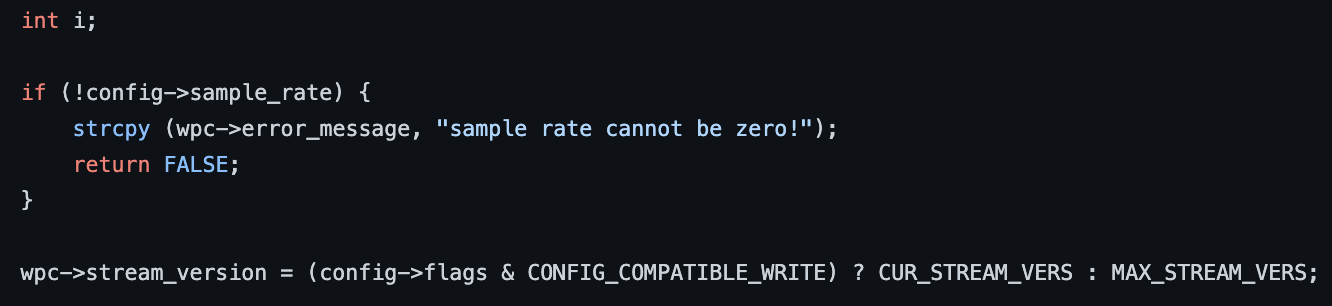 int i;
if (!config->sample_rate) {
strcpy (wpc->error_message, "sample rate cannot be zero!");
return FALSE;
}
wpc->stream_version = (config->flags & CONFIG_COMPATIBLE_WRITE) ? CUR_STREAM_VERS : MAX_STREAM_VERS;